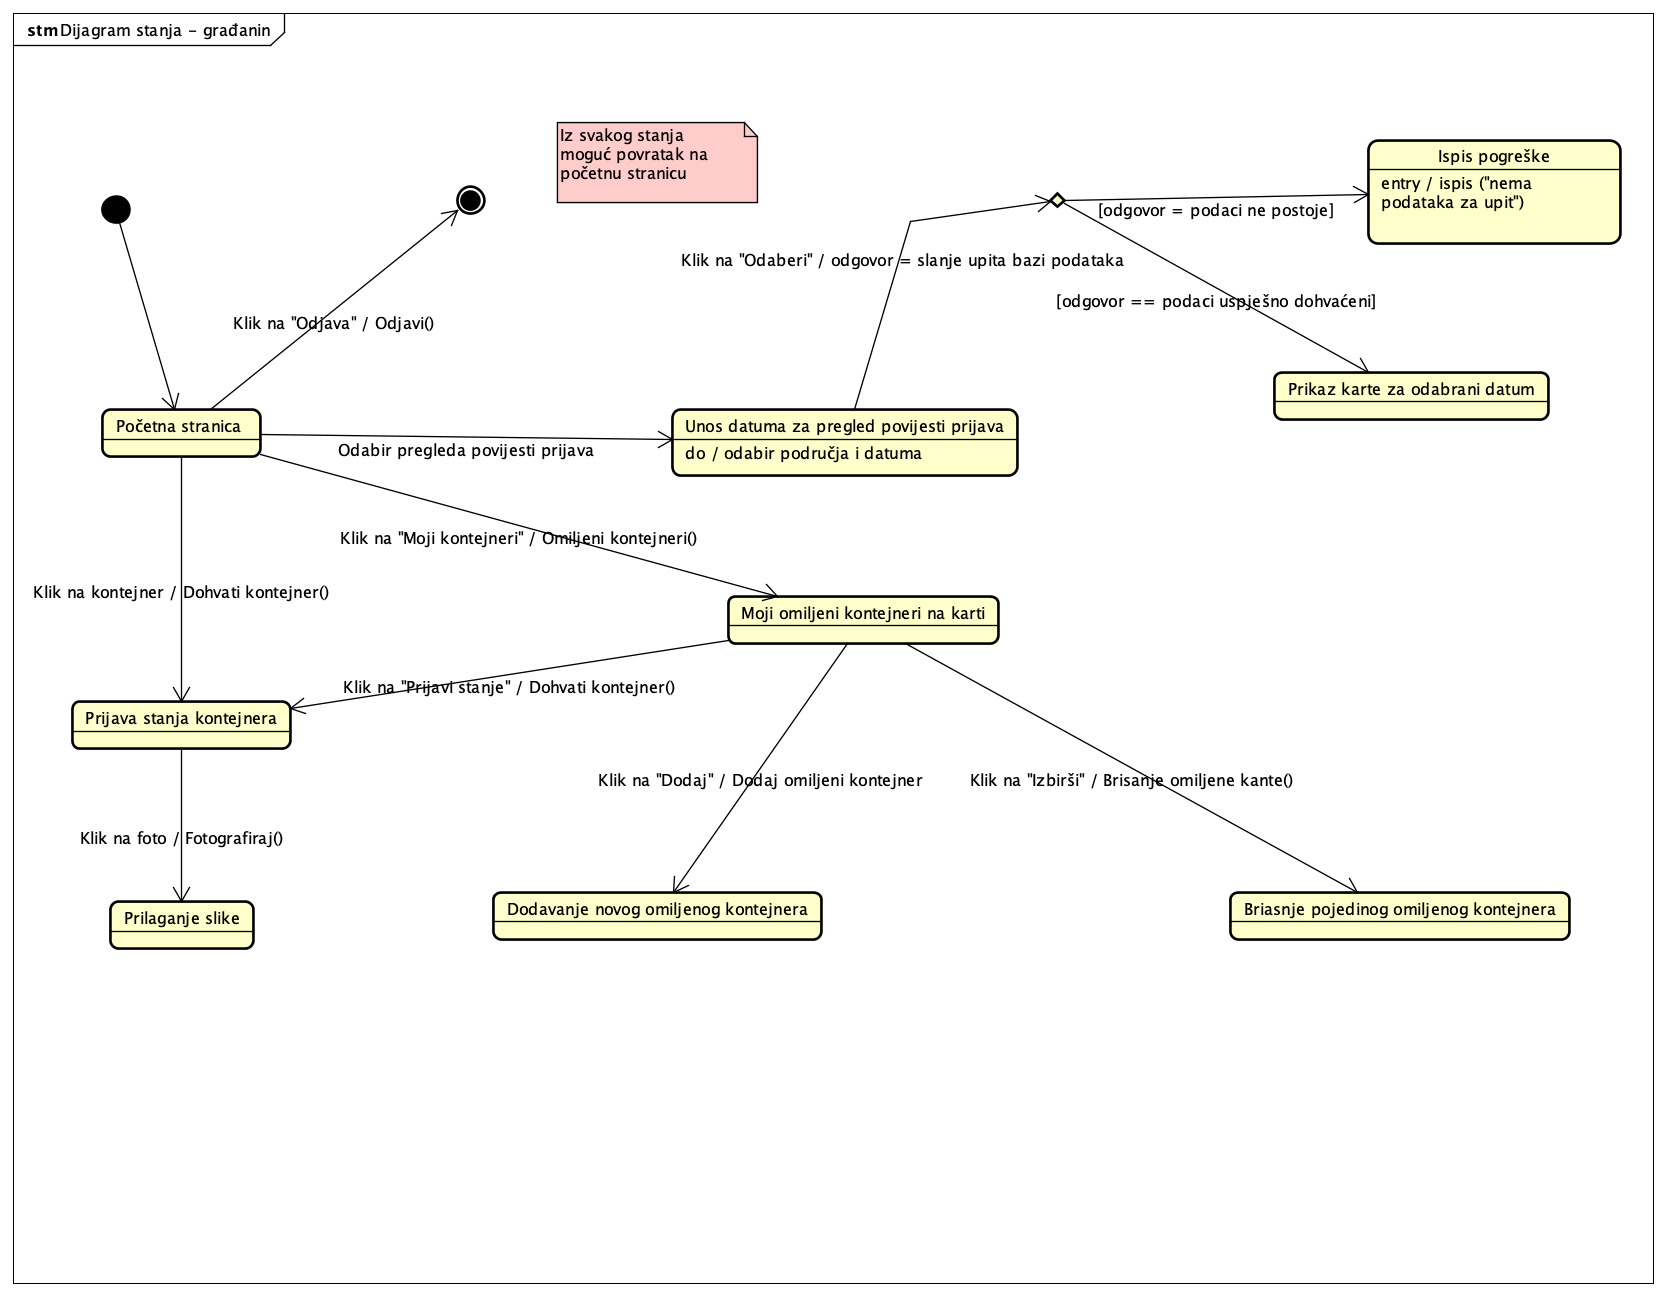 stm Dijagram stanja - građanin
Iz svakog stanja
moguć povratak na
početnu stranicu
Ispis pogreške
entry / ispis ("nema
podataka za upit")
[odgovor = podaci ne postoje]
Klik na "Odaberi" / odgovor = slanje upita bazi podataka
[odgovor == podaci uspješno dohvaćeni]
Klik na "Odjava" / Odjavi()
Prikaz karte za odabrani datum
Početna stranica
Unos datuma za pregled povijesti prijava
do / odabir područja i datuma
Odabir pregleda povijesti prijava
Klik na "Moji kontejneri" / Omiljeni kontejneri()
Klik na kontejner / Dohvati kontejner()
Moji omiljeni kontejneri na karti
Klik na "Prijavi stanje" / Dohvati kontejner()
Prijava stanja kontejnera
Klik na "Dodaj" / Dodaj omiljeni kontejner
Klik na "Izbirši" / Brisanje omiljene kante()
Klik na foto / Fotografiraj()
Prilaganje slike
Dodavanje novog omiljenog kontejnera
Briasnje pojedinog omiljenog kontejnera